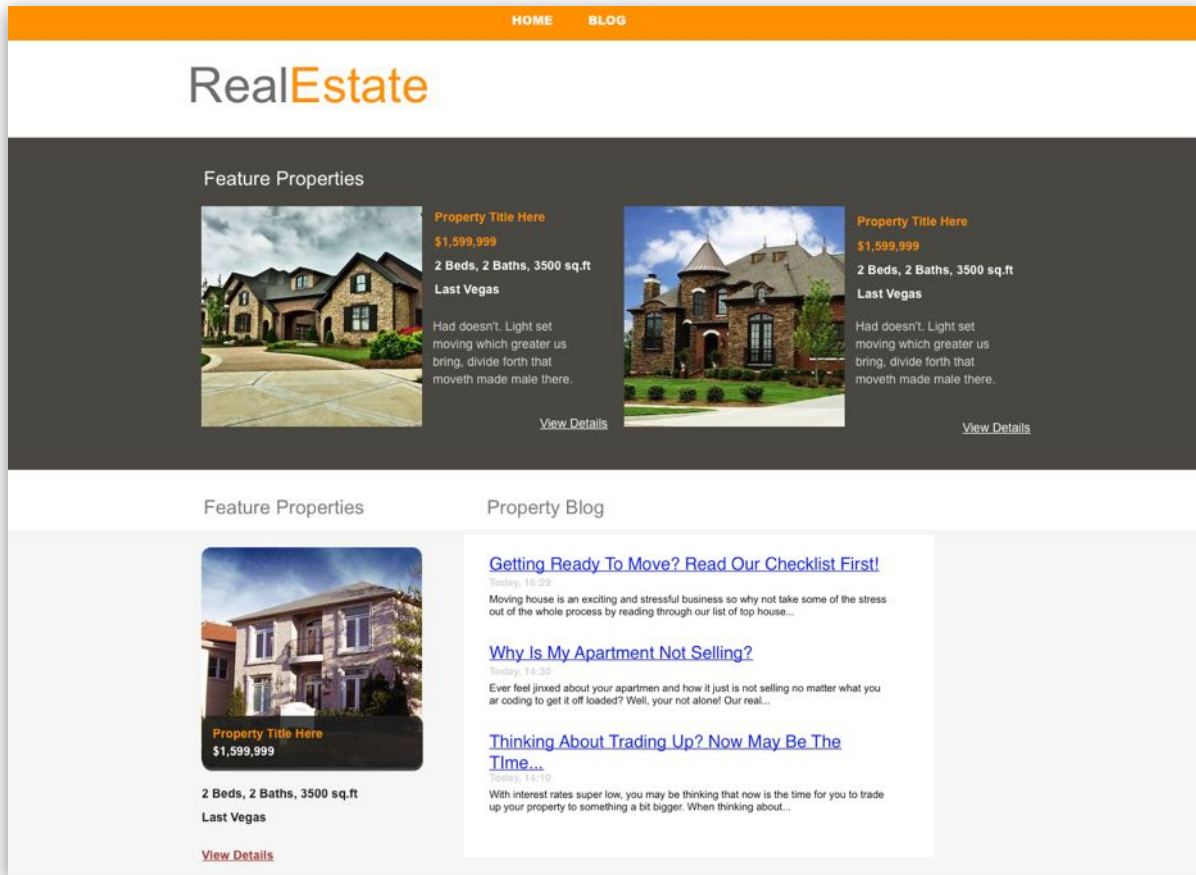 HOME BLOG
RealEstate
Feature Properties
Property Title Here
$1,599,999
2 Beds, 2 Baths, 3500 sq.ft
Last Vegas
Had doesn't. Light set
moving which greater us
bring, divide forth that
moveth made male there.
View Details
Property Title Here
$1,599,999
2 Beds, 2 Baths, 3500 sq.ft
Last Vegas
Had doesn't. Light set
moving which greater us
bring, divide forth that
moveth made male there.
View Details
Feature Properties
Property Title Here
$1,599,999
2 Beds, 2 Baths, 3500 sq.ft
Last Vegas
View Details
Property Blog
Getting Ready To Move? Read Our Checklist First!
Today, 16:29
Moving house is an exciting and stressful business so why not take some of the stress
out of the whole process by reading through our list of top house...
Why Is My Apartment Not Selling?
Today, 14:30
Ever feel jinxed about your apartmen and how it just is not selling no matter what you
ar coding to get it off loaded? Well, your not alone! Our real...
Thinking About Trading Up? Now May Be The
TIme...
Today, 14:10
With interest rates super low, you may be thinking that now is the time for you to trade
up your property to something a bit bigger. When thinking about...